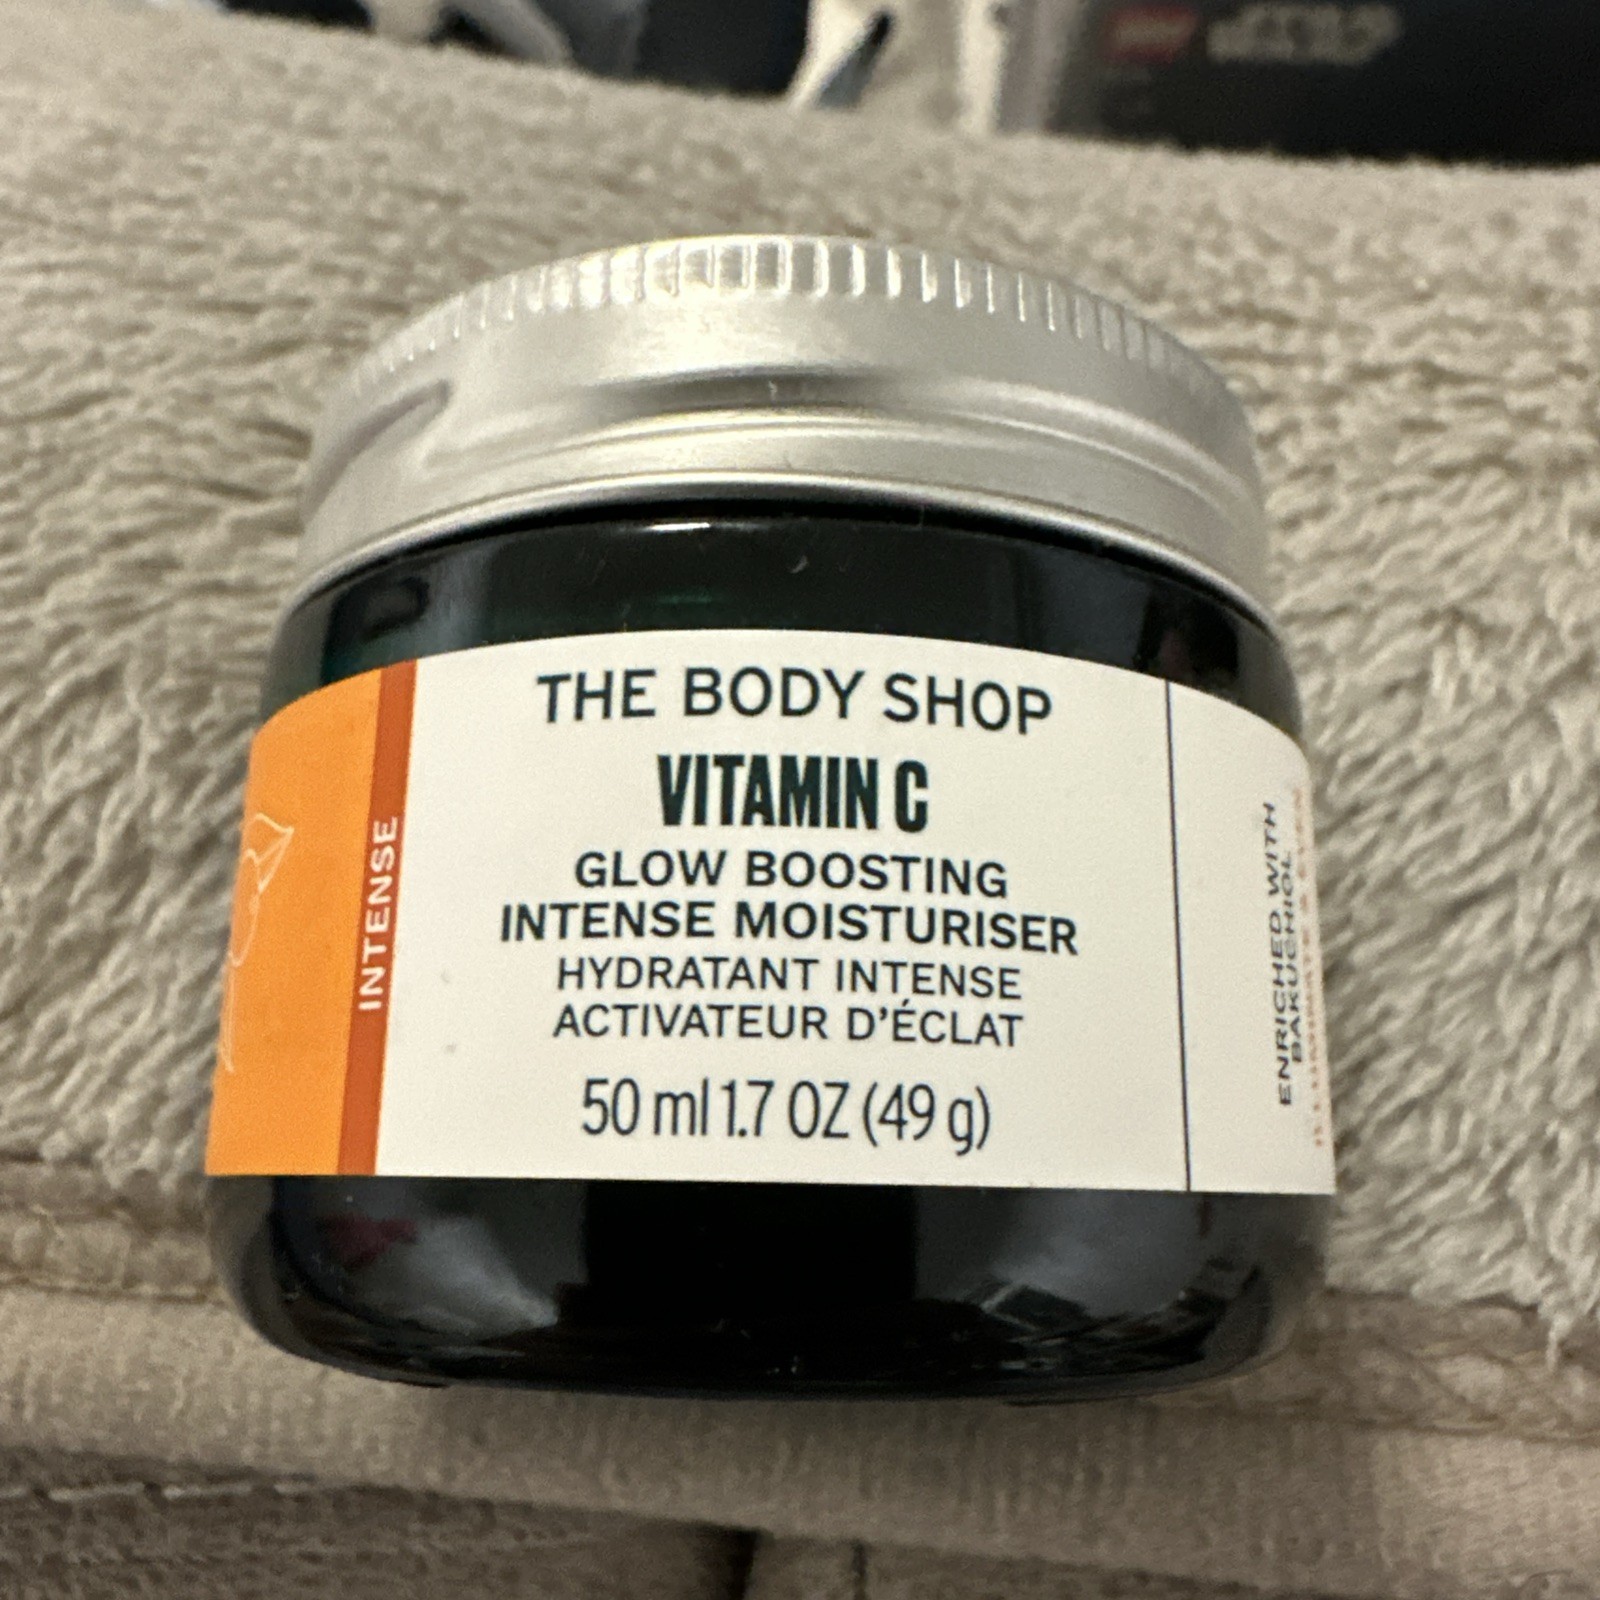 THE BODY SHOP
VITAMIN C
GLOW BOOSTING
INTENSE MOISTURISER
HYDRATANT INTENSE
ACTIVATEUR D'ÉCLAT
50 ml 1.7 OZ (49 g)
INTENSE
ENRICHED WITH
BAKUCHIOL